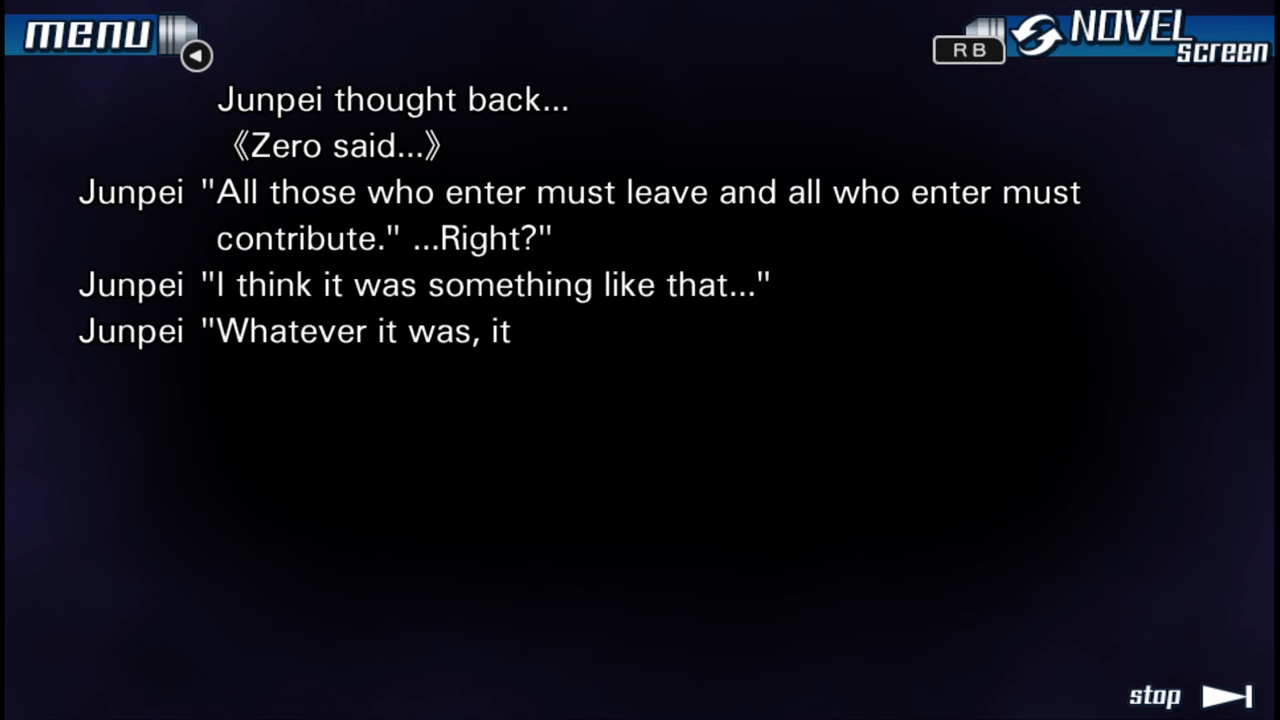 menu
RB
NOVEL
screen
Junpei thought back...
《Zero said...》
Junpei "All those who enter must leave and all who enter must
contribute." ...Right?"
Junpei "I think it was something like that..."
Junpei "Whatever it was, it
stop